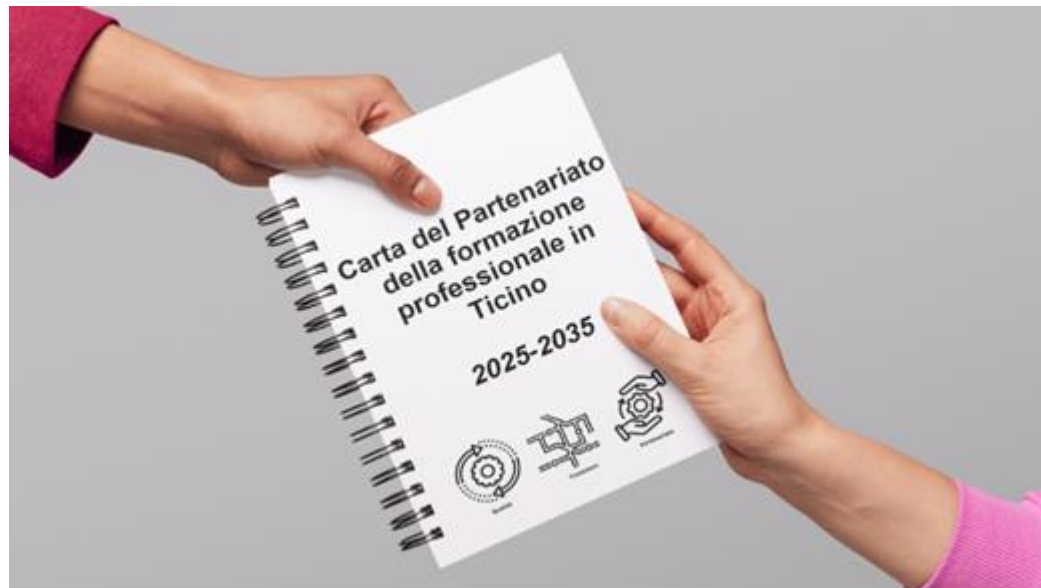 Carta del Partenariato
della formazione
professionale in
Ticino
2025-2035